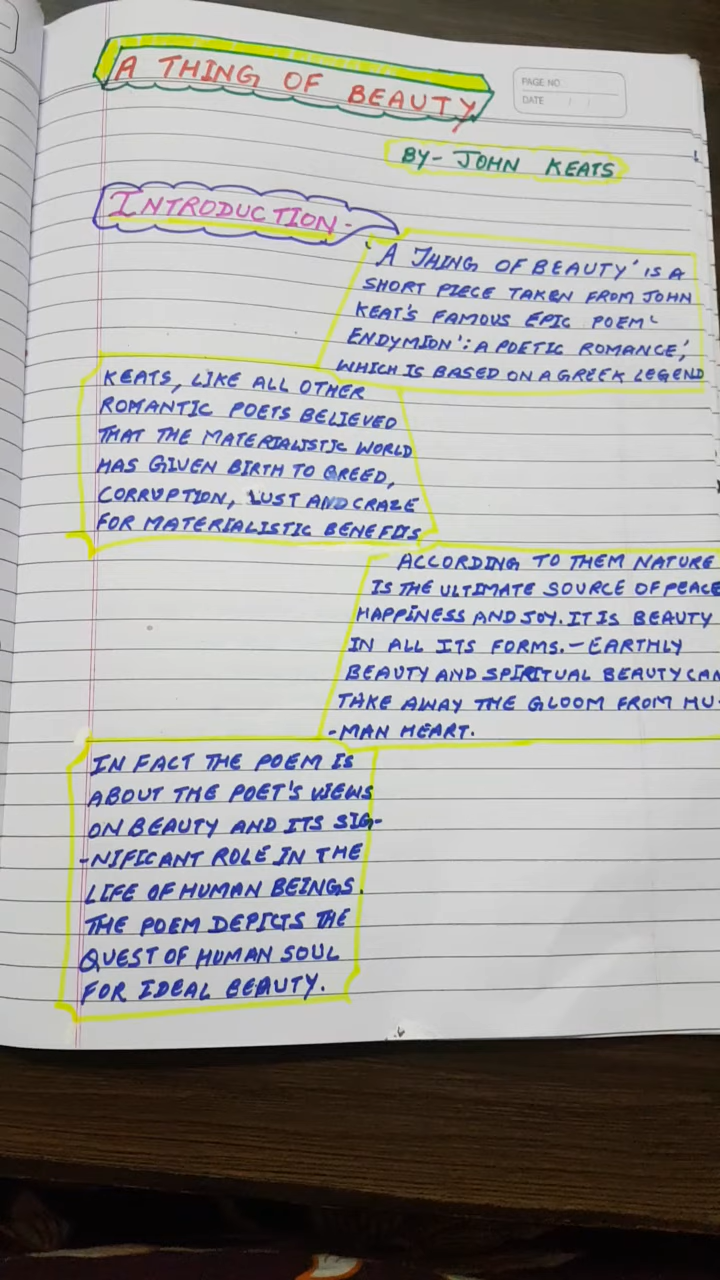 A THING OF BEAUTY
PAGE NO.
DATE / /
BY- JOHN KEATS
INTRODUCTION-
'A THING OF BEAUTY' IS A
SHORT PIECE TAKEN FROM JOHN
KEAT'S FAMOUS EPIC POEM '
ENDYMION': A POETIC ROMANCE',
WHICH IS BASED ON A GREEK LEGEND
KEATS, LIKE ALL OTHER
ROMANTIC POETS BELIEVED
THAT THE MATERIALISTIC WORLD
HAS GIVEN BIRTH TO GREED,
CORRUPTION, LUST AND CRAZE
FOR MATERIALISTIC BENEFITS
ACCORDING TO THEM NATURE
IS THE ULTIMATE SOURCE OF PEACE
HAPPINESS AND JOY. IT IS BEAUTY
IN ALL ITS FORMS. - EARTHLY
BEAUTY AND SPIRITUAL BEAUTY CAN
TAKE AWAY THE GLOOM FROM HU-
-MAN HEART.
IN FACT THE POEM IS
ABOUT THE POET'S VIEWS
ON BEAUTY AND ITS SIG-
-NIFICANT ROLE IN THE
LIFE OF HUMAN BEINGS.
THE POEM DEPICTS THE
QUEST OF HUMAN SOUL
FOR IDEAL BEAUTY.